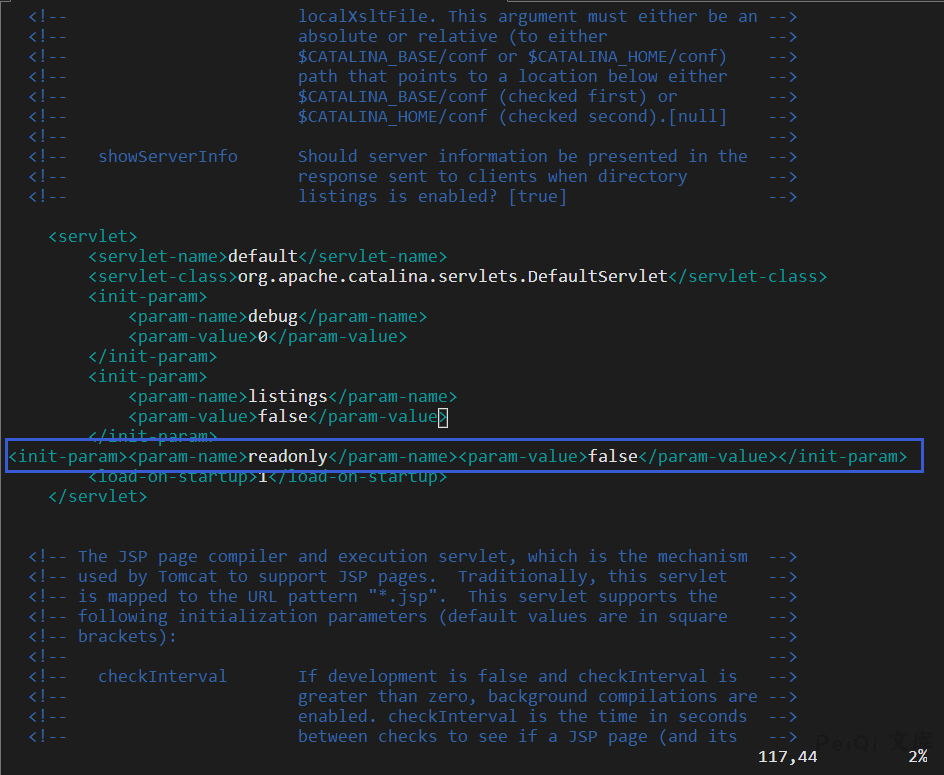 <!--                       localXsltFile. This argument must either be an -->
<!--                       absolute or relative (to either                -->
<!--                       $CATALINA_BASE/conf or $CATALINA_HOME/conf)    -->
<!--                       path that points to a location below either    -->
<!--                       $CATALINA_BASE/conf (checked first) or         -->
<!--                       $CATALINA_HOME/conf (checked second).[null]    -->
<!--                                                                      -->
<!--   showServerInfo      Should server information be presented in the  -->
<!--                       response sent to clients when directory        -->
<!--                       listings is enabled? [true]                    -->
<servlet>
<servlet-name>default</servlet-name>
<servlet-class>org.apache.catalina.servlets.DefaultServlet</servlet-class>
<init-param>
<param-name>debug</param-name>
<param-value>0</param-value>
</init-param>
<init-param>
<param-name>listings</param-name>
<param-value>false</param-value>
</init-param>
<init-param><param-name>readonly</param-name><param-value>false</param-value></init-param>
<load-on-startup>1</load-on-startup>
</servlet>
<!-- The JSP page compiler and execution servlet, which is the mechanism  -->
<!-- used by Tomcat to support JSP pages.  Traditionally, this servlet    -->
<!-- is mapped to the URL pattern "*.jsp".  This servlet supports the     -->
<!-- following initialization parameters (default values are in square    -->
<!-- brackets):                                                           -->
<!--                                                                      -->
<!--   checkInterval       If development is false and checkInterval is   -->
<!--                       greater than zero, background compilations are -->
<!--                       enabled. checkInterval is the time in seconds  -->
<!--                       between checks to see if a JSP page (and its   -->
PeiQi 文库
117,44 2%